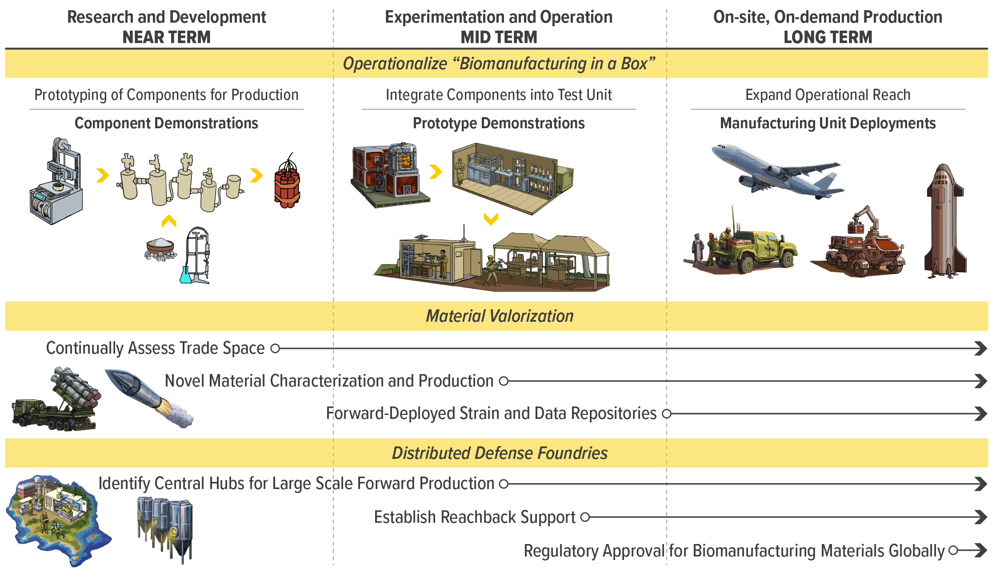 Research and Development
NEAR TERM
Experimentation and Operation
MID TERM
On-site, On-demand Production
LONG TERM
Operationalize “Biomanufacturing in a Box”
Prototyping of Components for Production
Component Demonstrations
Integrate Components into Test Unit
Prototype Demonstrations
Expand Operational Reach
Manufacturing Unit Deployments
Material Valorization
Continually Assess Trade Space
Novel Material Characterization and Production
Forward-Deployed Strain and Data Repositories
Distributed Defense Foundries
Identify Central Hubs for Large Scale Forward Production
Establish Reachback Support
Regulatory Approval for Biomanufacturing Materials Globally